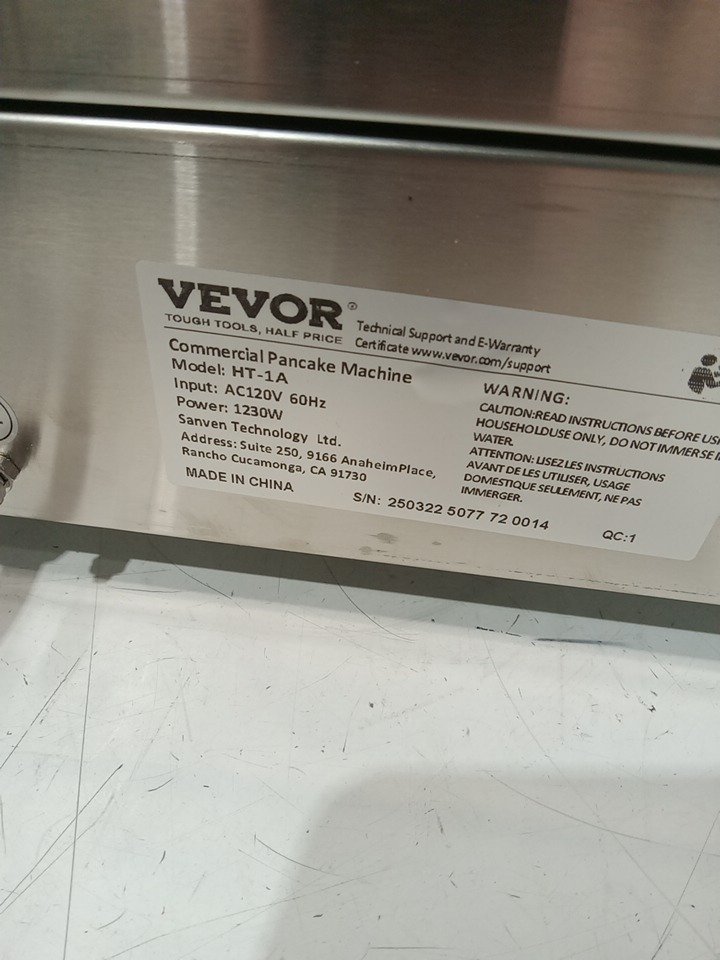 VEVOR®
TOUGH TOOLS, HALF PRICE
Technical Support and E-Warranty
Certificate www.vevor.com/support
Commercial Pancake Machine
Model: HT-1A
Input: AC120V 60Hz
Power: 1230W
Sanven Technology Ltd.
Address: Suite 250, 9166 AnaheimPlace,
Rancho Cucamonga, CA 91730
MADE IN CHINA
WARNING:
CAUTION:READ INSTRUCTIONS BEFORE
HOUSEHOLDUSE ONLY, DO NOT IMMERSE
WATER.
ATTENTION: LISEZ LES INSTRUCTIONS
AVANT DE LES UTILISER, USAGE
DOMESTIQUE SEULEMENT, NE PAS
IMMERGER.
S/N: 250322 5077 72 0014
QC:1